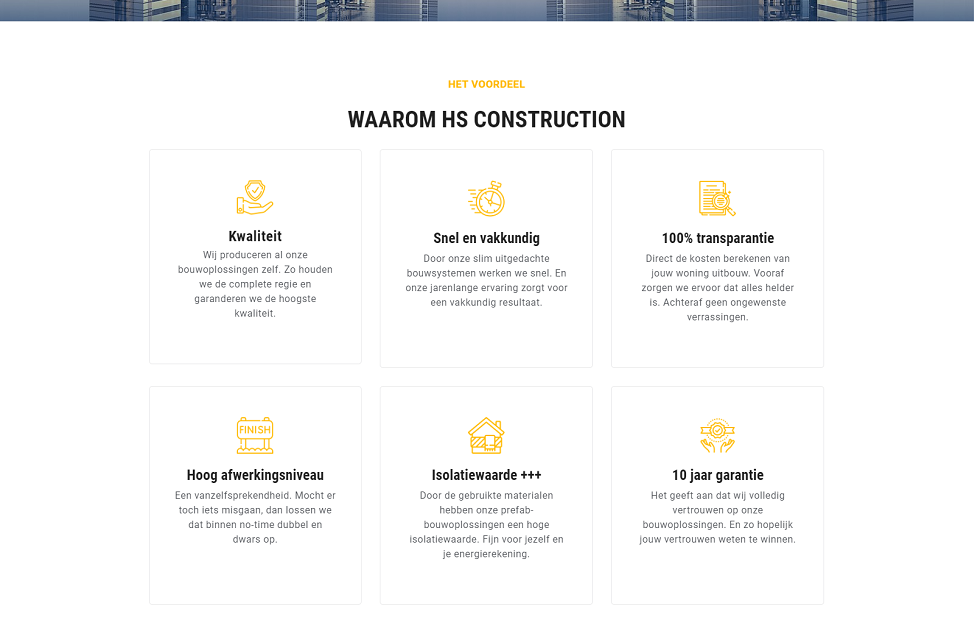 HET VOORDEEL
WAAROM HS CONSTRUCTION
Kwaliteit
Wij produceren al onze
bouwoplossingen zelf. Zo houden
we de complete regie en
garanderen we de hoogste
kwaliteit.
Snel en vakkundig
Door onze slim uitgedachte
bouwsystemen werken we snel. En
onze jarenlange ervaring zorgt voor
een vakkundig resultaat.
100% transparantie
Direct de kosten berekenen van
jouw woning uitbouw. Vooraf
zorgen we ervoor dat alles helder
is. Achteraf geen ongewenste
verrassingen.
FINISH
Hoog afwerkingsniveau
Een vanzelfsprekendheid. Mocht er
toch iets misgaan, dan lossen we
dat binnen no-time dubbel en
dwars op.
Isolatiewaarde +++
Door de gebruikte materialen
hebben onze prefab-
bouwoplossingen een hoge
isolatiewaarde. Fijn voor jezelf en
je energierekening.
10 jaar garantie
Het geeft aan dat wij volledig
vertrouwen op onze
bouwoplossingen. En zo hopelijk
jouw vertrouwen weten te winnen.